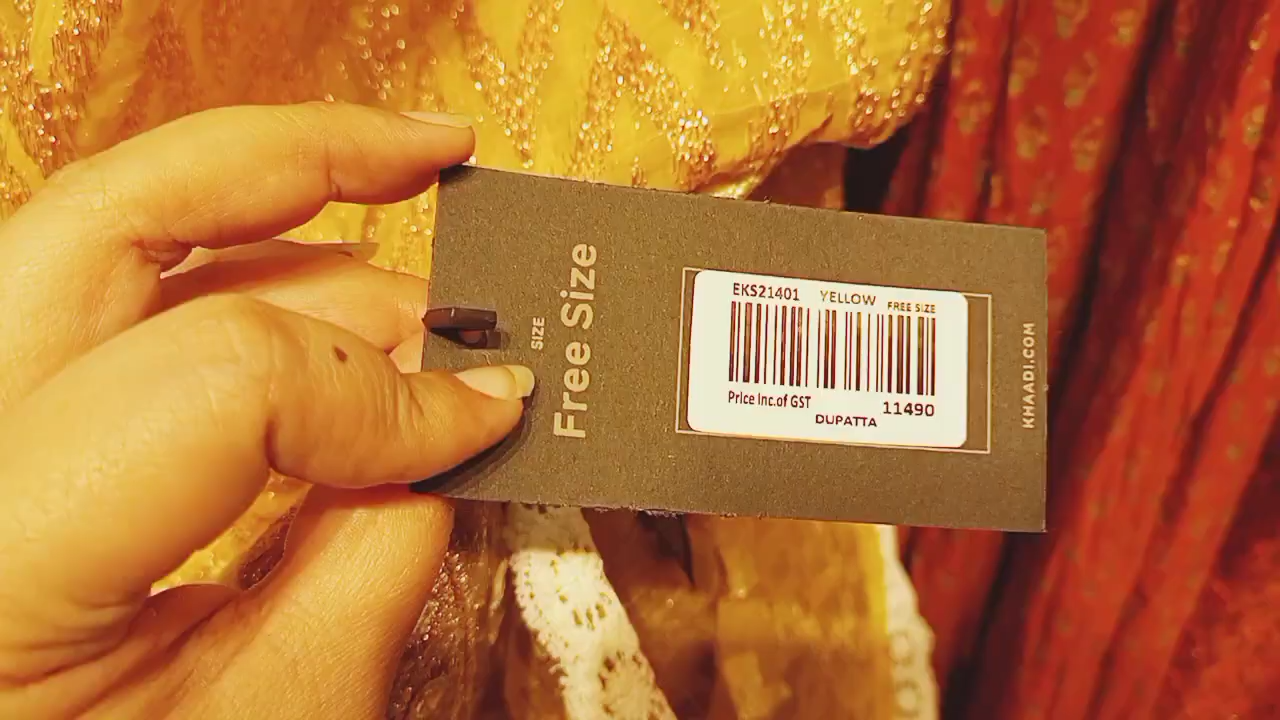 SIZE
Free Size
EKS21401 YELLOW FREE SIZE
Price Inc.of GST 11490
DUPATTA
KHAADI.COM